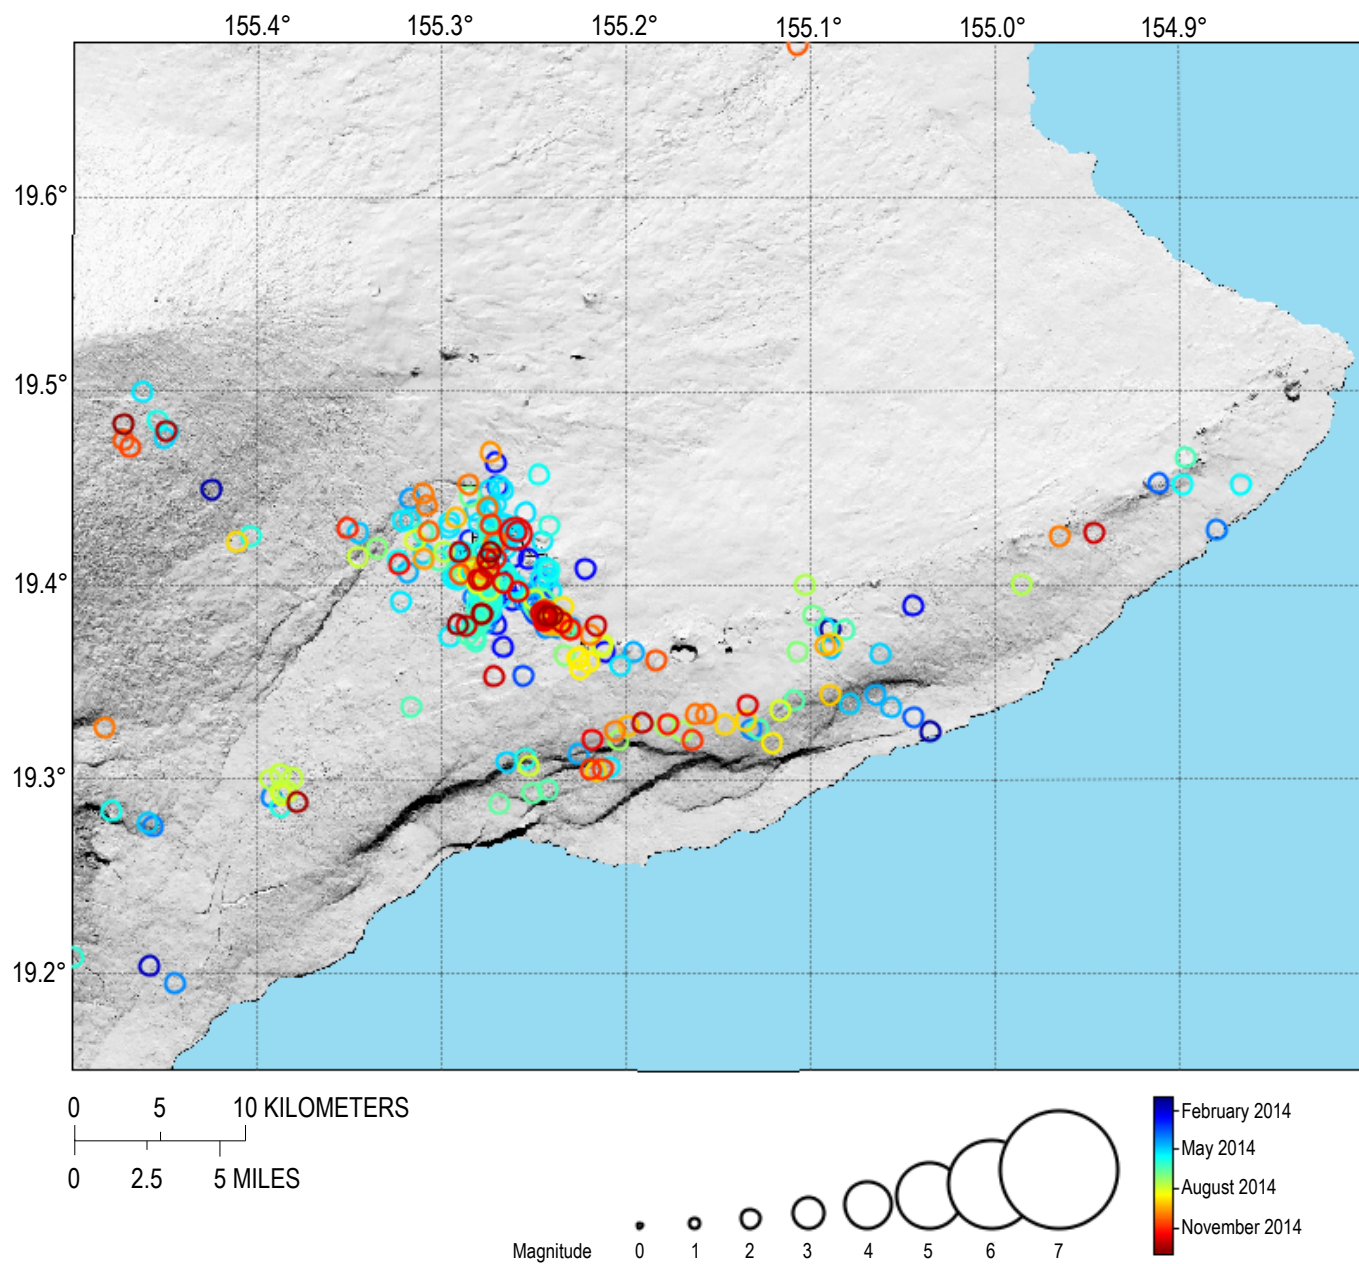 155.4° 155.3° 155.2° 155.1° 155.0° 154.9°
19.6°
19.5°
19.4°
19.3°
19.2°
0 5 10 KILOMETERS
0 2.5 5 MILES
February 2014
May 2014
August 2014
November 2014
Magnitude 0 1 2 3 4 5 6 7